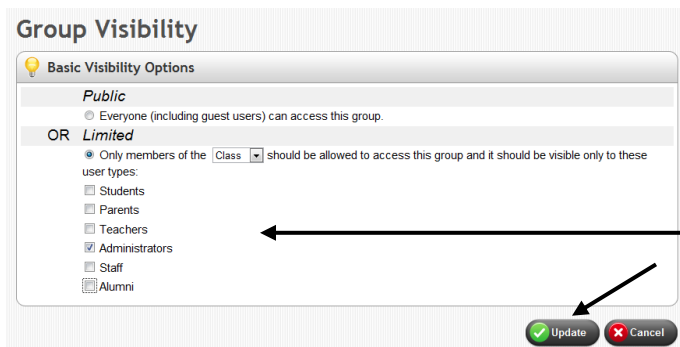 Group Visibility
Basic Visibility Options
Public
Everyone (including guest users) can access this group.
OR Limited
Only members of the Class should be allowed to access this group and it should be visible only to these
user types:
Students
Parents
Teachers
Administrators
Staff
Alumni
Update Cancel